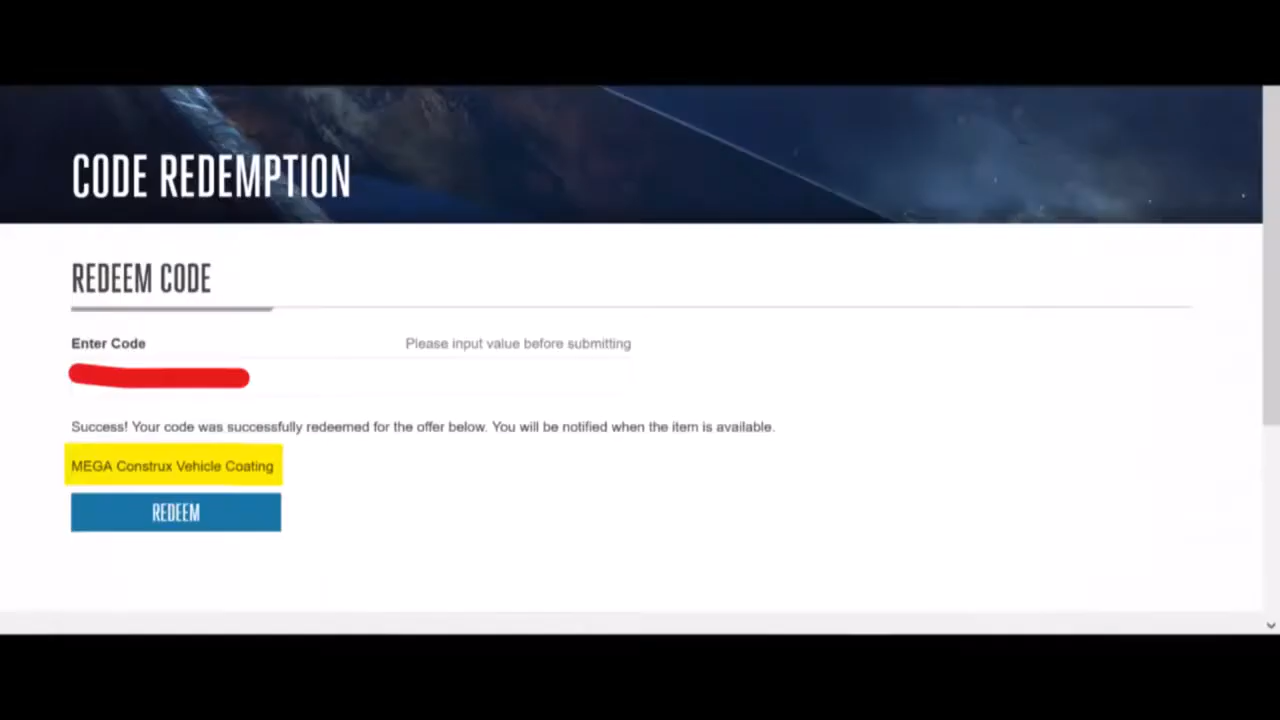 CODE REDEMPTION
REDEEM CODE
Enter Code Please input value before submitting
Success! Your code was successfully redeemed for the offer below. You will be notified when the item is available.
MEGA Construx Vehicle Coating
REDEEM